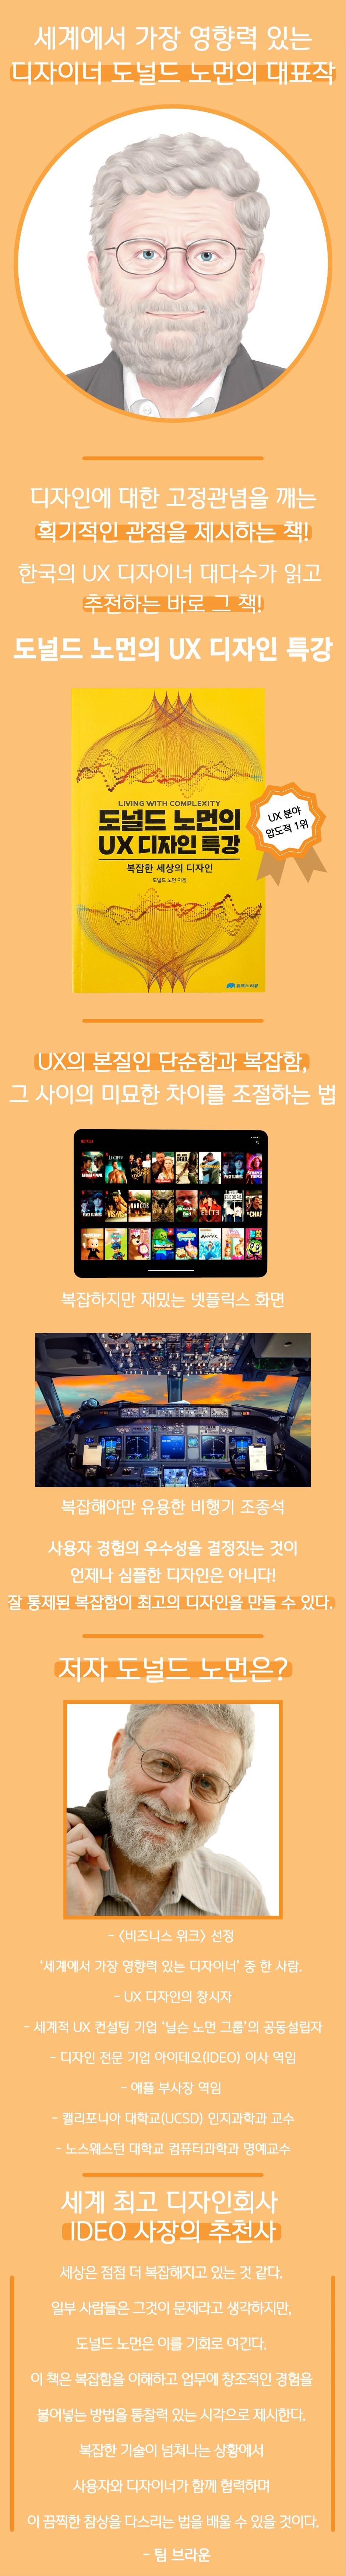 세계에서 가장 영향력 있는
디자이너 도널드 노먼의 대표작
디자인에 대한 고정관념을 깨는
획기적인 관점을 제시하는 책!
한국의 UX 디자이너 대다수가 읽고
추천하는 바로 그 책!
도널드 노먼의 UX 디자인 특강
LIVING WITH COMPLEXITY
도널드 노먼의
UX 디자인 특강
복잡한 세상의 디자인
도널드 노먼 지음
UX 분야
압도적 1위
유엑스 리뷰
UX의 본질인 단순함과 복잡함,
그 사이의 미묘한 차이를 조절하는 법
NETFLIX
NARCOS
복잡하지만 재밌는 넷플릭스 화면
복잡해야만 유용한 비행기 조종석
사용자 경험의 우수성을 결정짓는 것이
언제나 심플한 디자인은 아니다!
잘 통제된 복잡함이 최고의 디자인을 만들 수 있다.
저자 도널드 노먼은?
- <비즈니스 위크> 선정
'세계에서 가장 영향력 있는 디자이너' 중 한 사람.
- UX 디자인의 창시자
- 세계적 UX 컨설팅 기업 '닐슨 노먼 그룹'의 공동설립자
- 디자인 전문 기업 아이데오(IDEO) 이사 역임
- 애플 부사장 역임
- 캘리포니아 대학교(UCSD) 인지과학과 교수
- 노스웨스턴 대학교 컴퓨터과학과 명예교수
세계 최고 디자인회사
IDEO 사장의 추천사
세상은 점점 더 복잡해지고 있는 것 같다.
일부 사람들은 그것이 문제라고 생각하지만,
도널드 노먼은 이를 기회로 여긴다.
이 책은 복잡함을 이해하고 업무에 창조적인 경험을
불어넣는 방법을 통찰력 있는 시각으로 제시한다.
복잡한 기술이 넘쳐나는 상황에서
사용자와 디자이너가 함께 협력하며
이 끔찍한 참상을 다스리는 법을 배울 수 있을 것이다.
- 팀 브라운